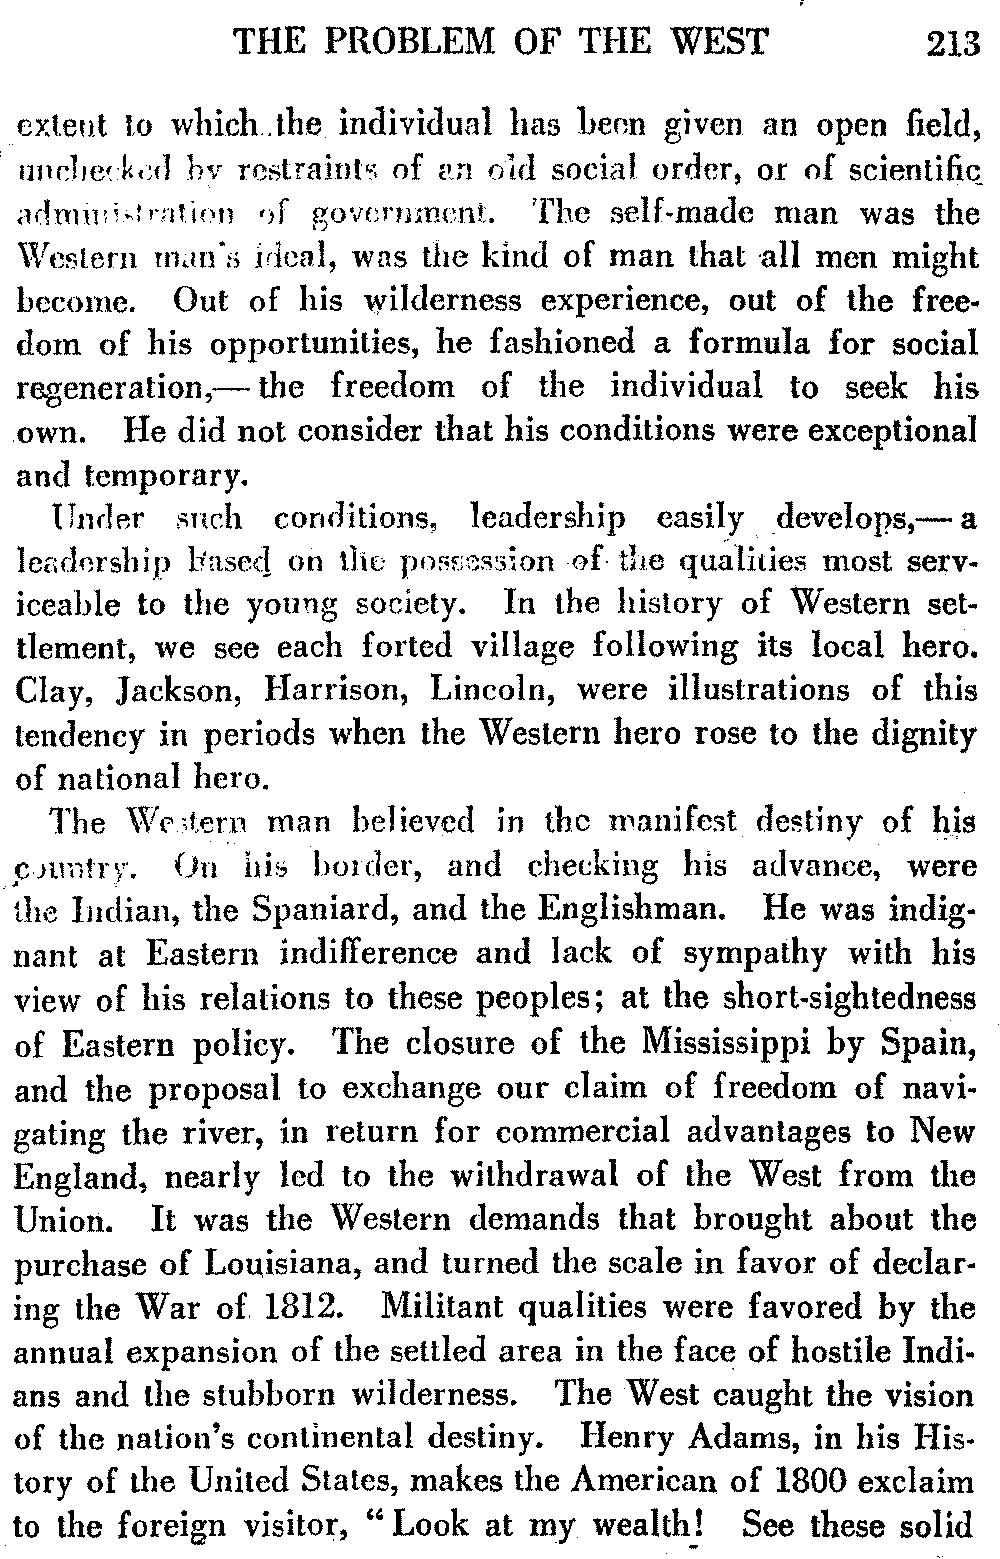 THE PROBLEM OF THE WEST 213
extent to which the individual has been given an open field,
unchecked by restraints of an old social order, or of scientific
administration of government. The self-made man was the
Western man's ideal, was the kind of man that all men might
become. Out of his wilderness experience, out of the free-
dom of his opportunities, he fashioned a formula for social
regeneration,— the freedom of the individual to seek his
own. He did not consider that his conditions were exceptional
and temporary.
Under such conditions, leadership easily develops,— a
leadership based on the possession of the qualities most serv-
iceable to the young society. In the history of Western set-
tlement, we see each forted village following its local hero.
Clay, Jackson, Harrison, Lincoln, were illustrations of this
tendency in periods when the Western hero rose to the dignity
of national hero.
The Western man believed in the manifest destiny of his
country. On his border, and checking his advance, were
the Indian, the Spaniard, and the Englishman. He was indig-
nant at Eastern indifference and lack of sympathy with his
view of his relations to these peoples; at the short-sightedness
of Eastern policy. The closure of the Mississippi by Spain,
and the proposal to exchange our claim of freedom of navi-
gating the river, in return for commercial advantages to New
England, nearly led to the withdrawal of the West from the
Union. It was the Western demands that brought about the
purchase of Louisiana, and turned the scale in favor of declar-
ing the War of 1812. Militant qualities were favored by the
annual expansion of the settled area in the face of hostile Indi-
ans and the stubborn wilderness. The West caught the vision
of the nation's continental destiny. Henry Adams, in his His-
tory of the United States, makes the American of 1800 exclaim
to the foreign visitor, "Look at my wealth! See these solid